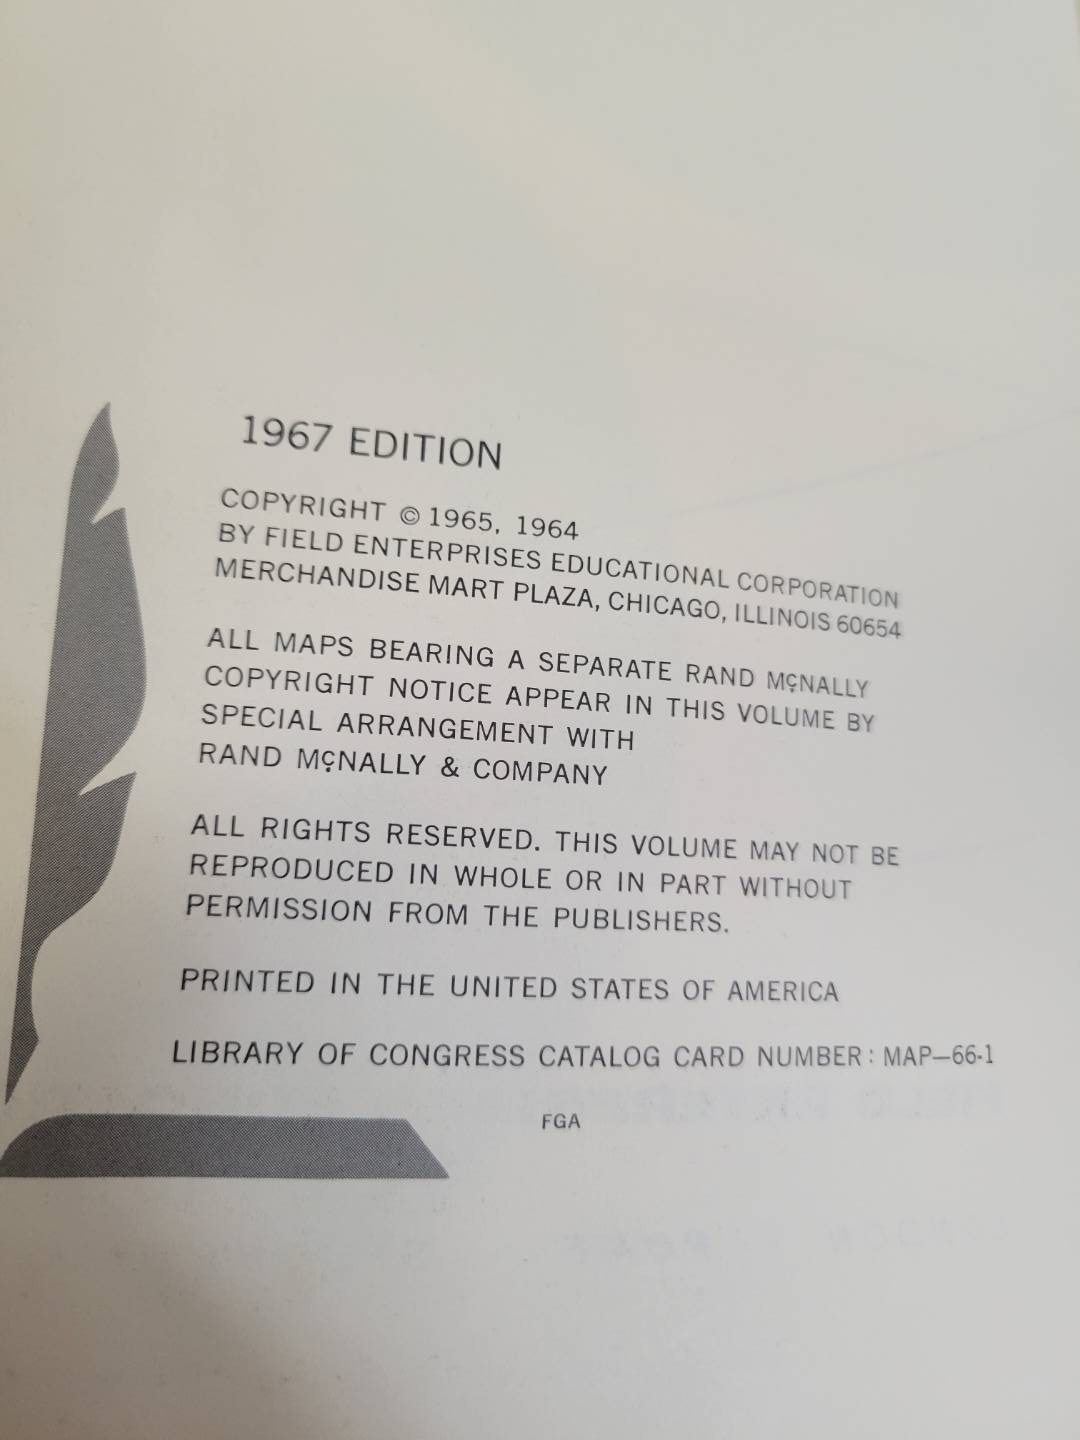 1967 EDITION
COPYRIGHT © 1965, 1964
BY FIELD ENTERPRISES EDUCATIONAL CORPORATION
MERCHANDISE MART PLAZA, CHICAGO, ILLINOIS 60654
ALL MAPS BEARING A SEPARATE RAND MCNALLY
COPYRIGHT NOTICE APPEAR IN THIS VOLUME BY
SPECIAL ARRANGEMENT WITH
RAND MCNALLY & COMPANY
ALL RIGHTS RESERVED. THIS VOLUME MAY NOT BE
REPRODUCED IN WHOLE OR IN PART WITHOUT
PERMISSION FROM THE PUBLISHERS.
PRINTED IN THE UNITED STATES OF AMERICA
LIBRARY OF CONGRESS CATALOG CARD NUMBER: MAP—66-1
FGA